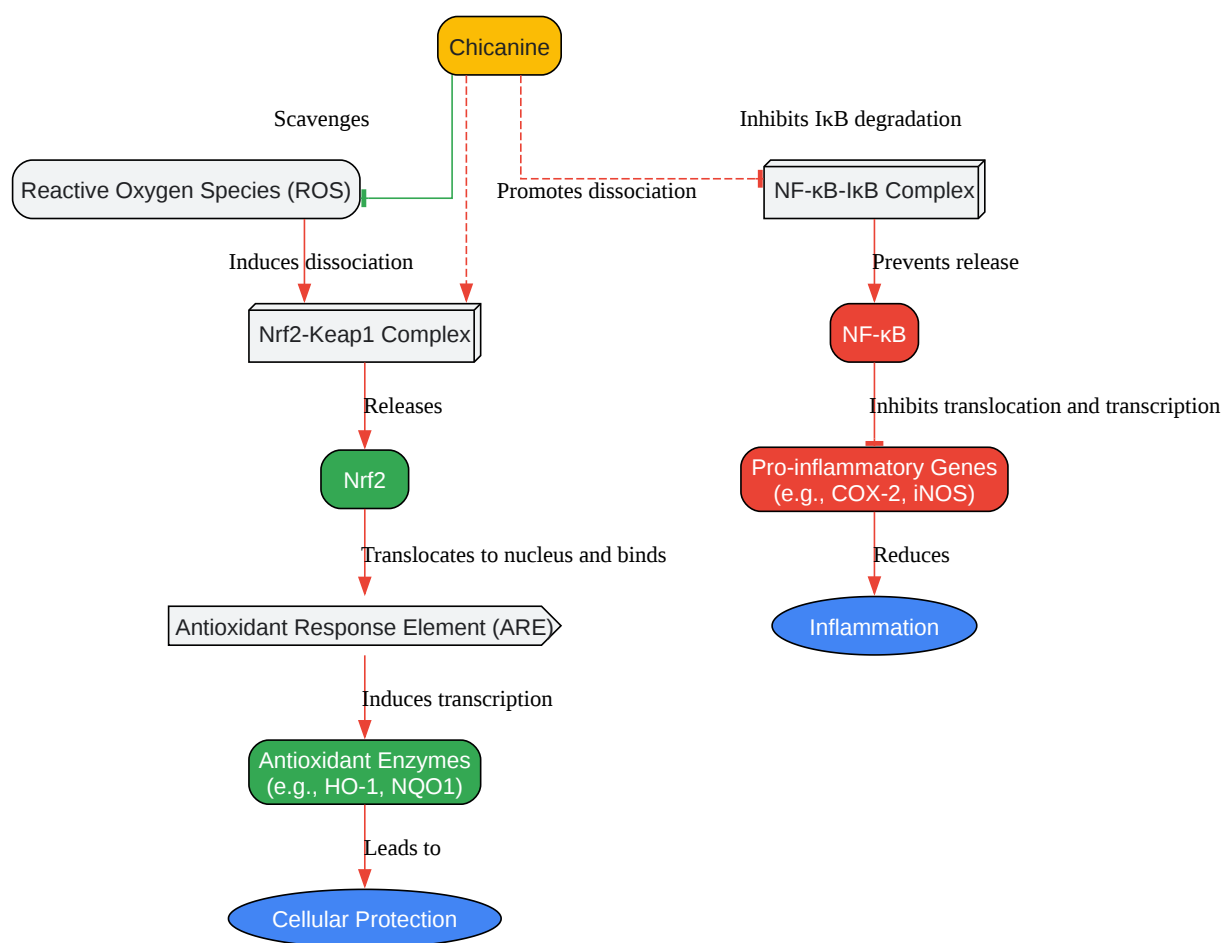 Chicanine
Scavenges
Inhibits IκB degradation
Reactive Oxygen Species (ROS)
Promotes dissociation
NF-κB-IκB Complex
Induces dissociation
Prevents release
Nrf2-Keap1 Complex
NF-κB
Releases
Inhibits translocation and transcription
Nrf2
Pro-inflammatory Genes
(e.g., COX-2, iNOS)
Translocates to nucleus and binds
Reduces
Antioxidant Response Element (ARE)
Inflammation
Induces transcription
Antioxidant Enzymes
(e.g., HO-1, NQO1)
Leads to
Cellular Protection